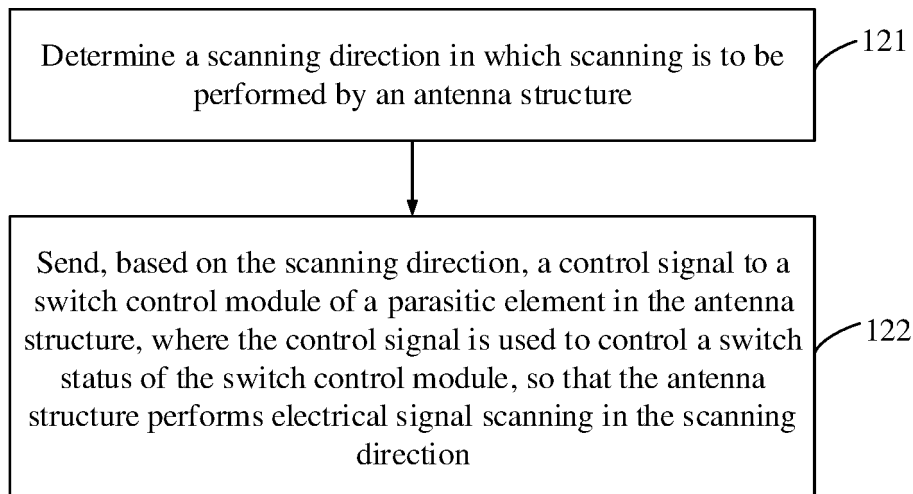 Determine a scanning direction in which scanning is to be
performed by an antenna structure
121
Send, based on the scanning direction, a control signal to a
switch control module of a parasitic element in the antenna
structure, where the control signal is used to control a switch
status of the switch control module, so that the antenna
structure performs electrical signal scanning in the scanning
direction
122